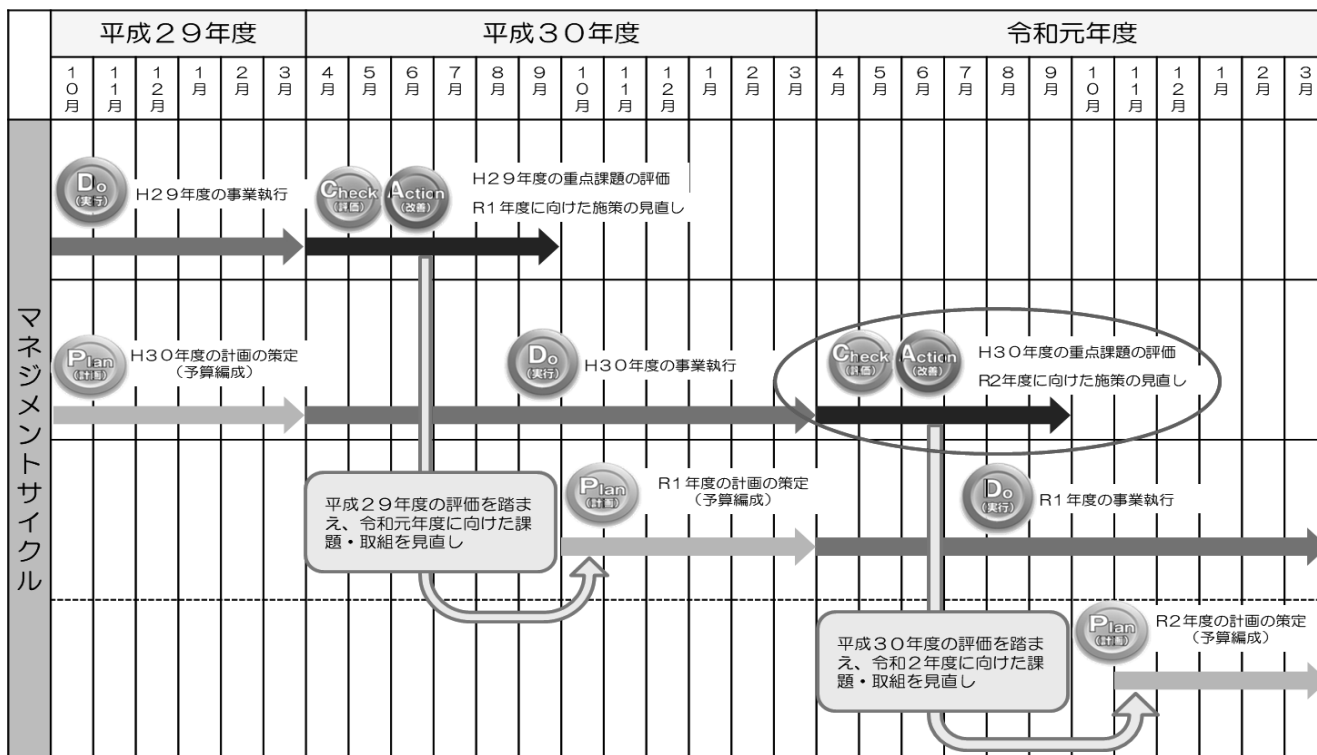 平成２９年度
平成３０年度
令和元年度
１０月
１１月
１２月
１月
２月
３月
４月
５月
６月
７月
８月
９月
１０月
１１月
１２月
１月
２月
３月
４月
５月
６月
７月
８月
９月
１０月
１１月
１２月
１月
２月
３月
マネジメントサイクル
Do
(実行)
H２９年度の事業執行
Check
(評価)
Action
(改善)
H２９年度の重点課題の評価
R１年度に向けた施策の見直し
Plan
(計画)
H３０年度の計画の策定
（予算編成）
Do
(実行)
H３０年度の事業執行
Check
(評価)
Action
(改善)
H３０年度の重点課題の評価
R２年度に向けた施策の見直し
平成２９年度の評価を踏ま
え、令和元年度に向けた課
題・取組を見直し
Plan
(計画)
R１年度の計画の策定
（予算編成）
Do
(実行)
R１年度の事業執行
平成３０年度の評価を踏ま
え、令和２年度に向けた課
題・取組を見直し
Plan
(計画)
R２年度の計画の策定
（予算編成）